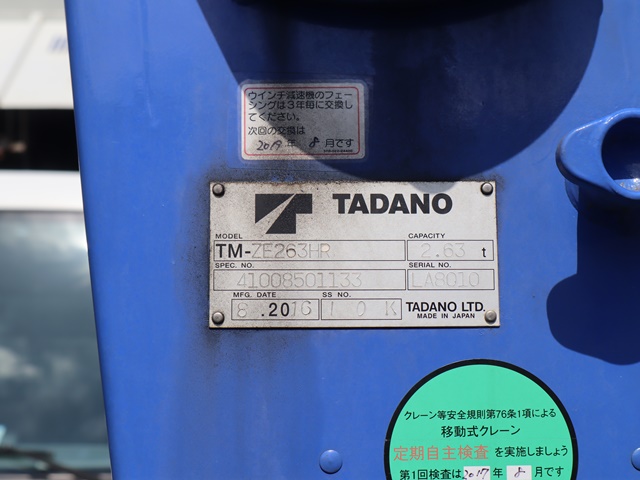 ウインチ減速機のフェー
シングは3年毎に交換し
てください。
次回の交換は
2019年 8月です
TADANO
MODEL CAPACITY
TM-ZE263HR 2.63 t
SPEC. NO. SERIAL NO.
41008501133 LA8010
MFG. DATE SS NO.
8 .2016 1 0 K TADANO LTD.
MADE IN JAPAN
クレーン等安全規則第76条1項による
移動式クレーン
定期自主検査を実施しましょう
第1回検査は2017年 8月です